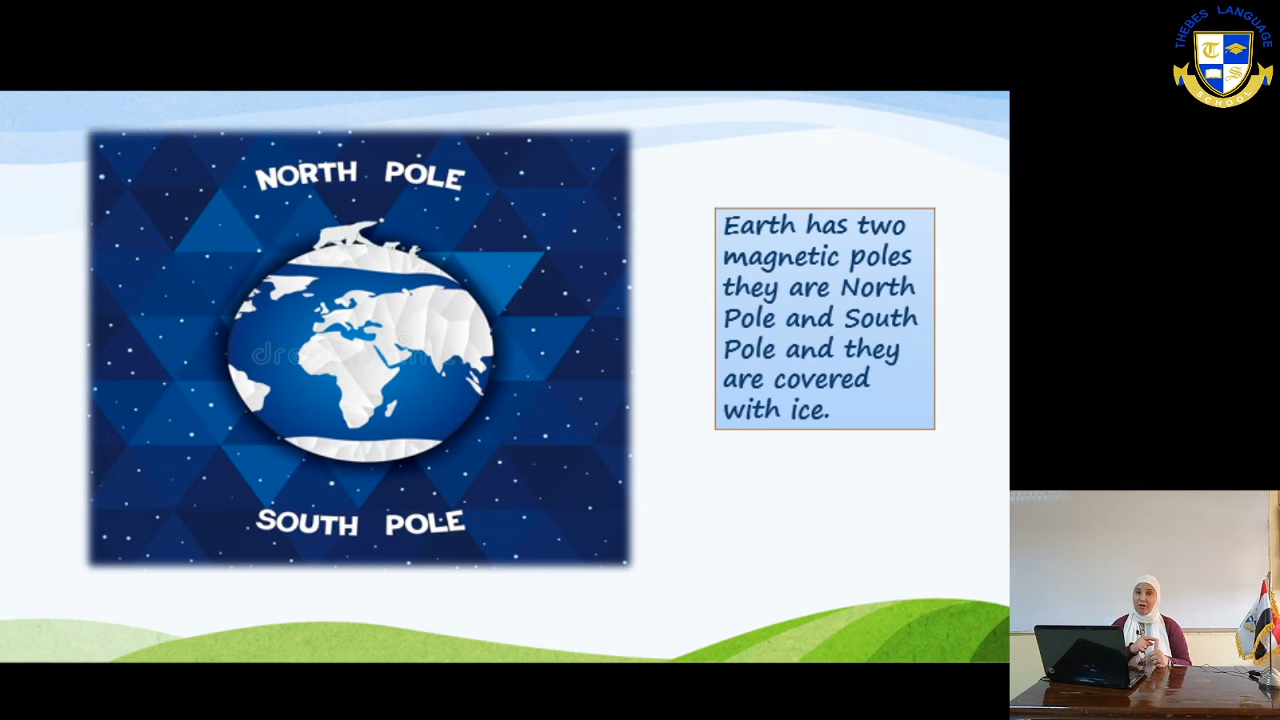 THEBES LANGUAGE
SCHOOL
NORTH POLE
SOUTH POLE
Earth has two
magnetic poles
they are North
Pole and South
Pole and they
are covered
with ice.